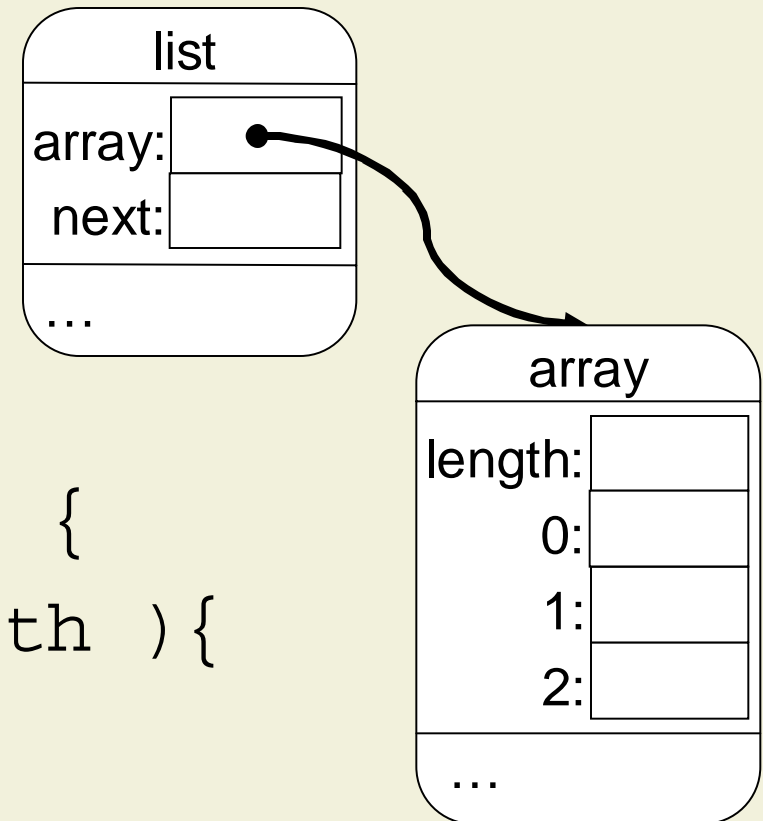 list
array:
next:
…
array
length:
0:
1:
2:
…
{
th ){